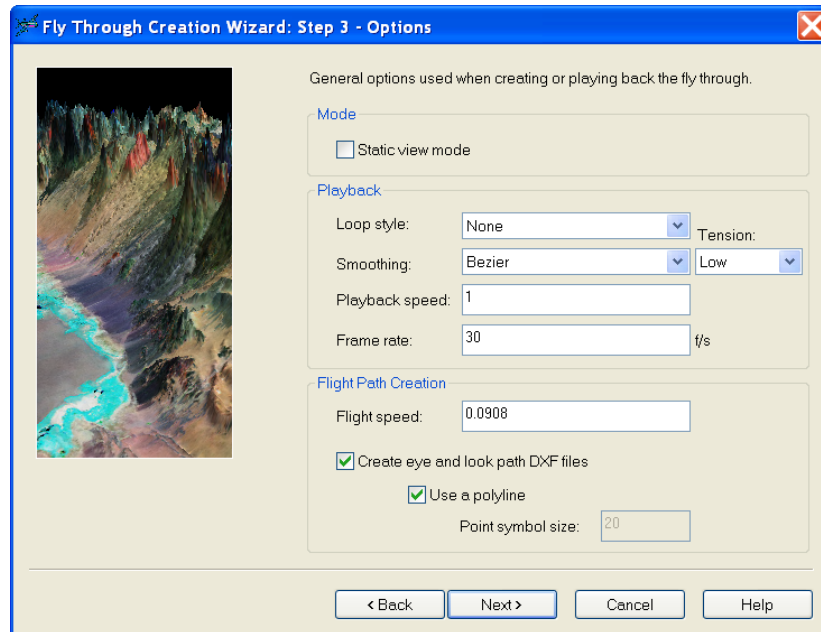 Fly Through Creation Wizard: Step 3 - Options
General options used when creating or playing back the fly through.
Mode
Static view mode
Playback
Loop style: None
Tension:
Smoothing: Bezier Low
Playback speed: 1
Frame rate: 30 f/s
Flight Path Creation
Flight speed: 0.0908
Create eye and look path DXF files
Use a polyline
Point symbol size: 20
< Back Next > Cancel Help